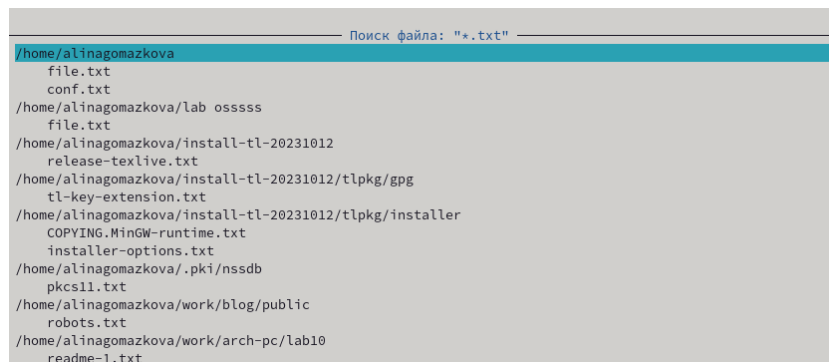 Поиск файла: "*.txt"
/home/alinagomazkova
file.txt
conf.txt
/home/alinagomazkova/lab osssss
file.txt
/home/alinagomazkova/install-tl-20231012
release-texlive.txt
/home/alinagomazkova/install-tl-20231012/tlpkg/gpg
tl-key-extension.txt
/home/alinagomazkova/install-tl-20231012/tlpkg/installer
COPYING.MinGW-runtime.txt
installer-options.txt
/home/alinagomazkova/.pki/nssdb
pkcs11.txt
/home/alinagomazkova/work/blog/public
robots.txt
/home/alinagomazkova/work/arch-pc/lab10
readme-1.txt